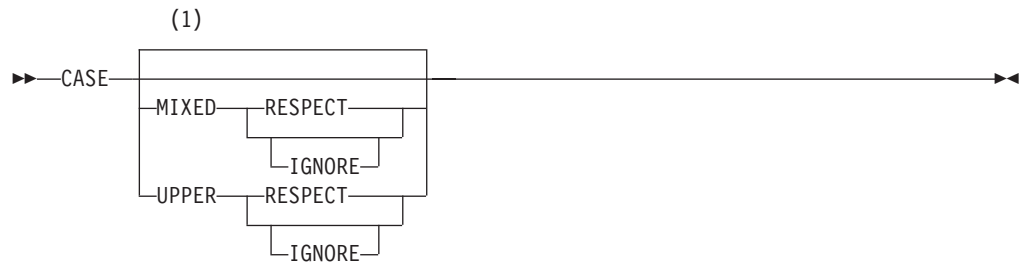 (1)
CASE
MIXED RESPECT
IGNORE
UPPER RESPECT
IGNORE